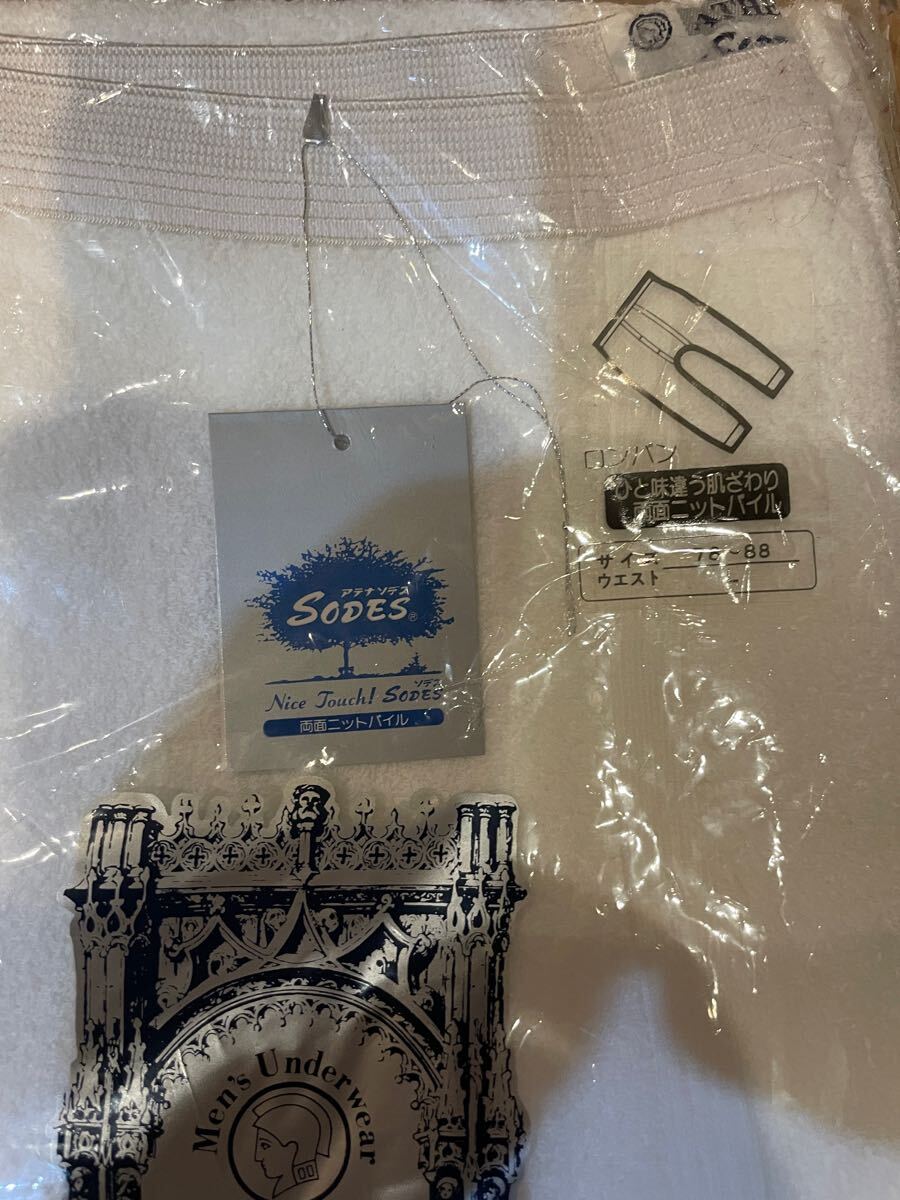 ロンパン
ひと味違う肌ざわり
両面ニットパイル
サイズ 78~88
ウエスト
アテナソデス
SODES®
ソデス
Nice Touch! SODES
両面ニットパイル
Men's Underwear